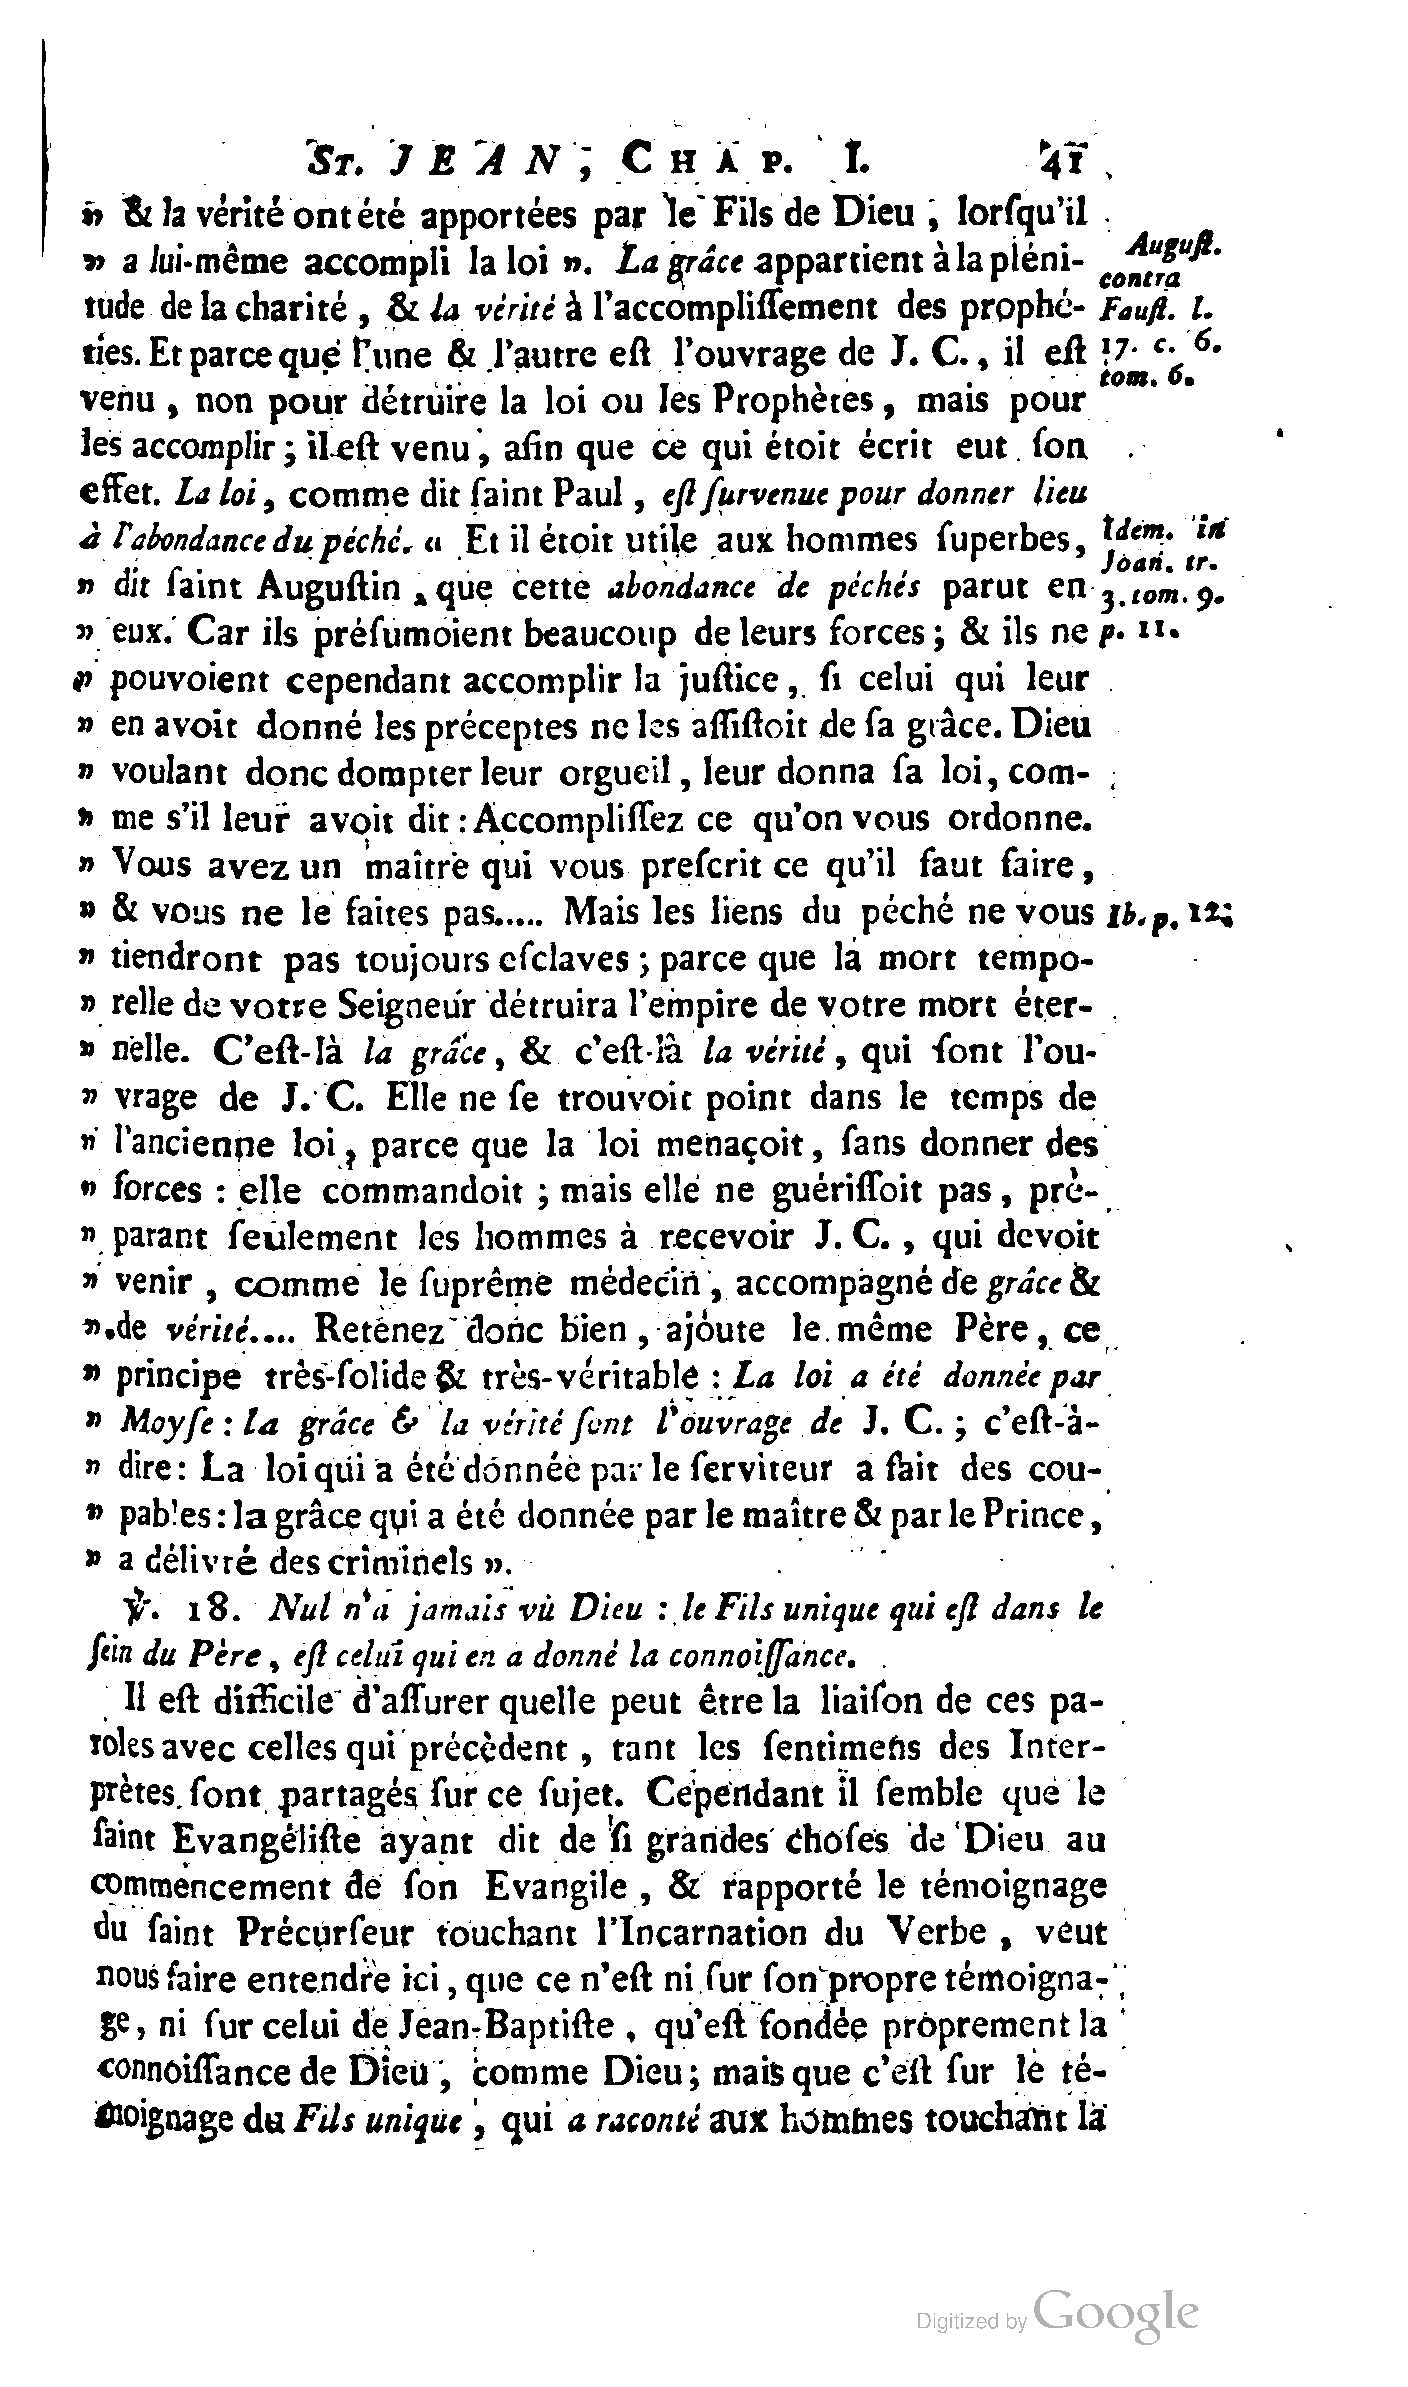 ST. JEAN, CHAP. I. 41
» & la vérité ont été apportées par le Fils de Dieu, lorſqu'il
» a lui-même accompli la loi ». La grâce appartient à la pléni-
tude de la charité, & la vérité à l'accompliſſement des prophé-
ties. Et parce que l'une & l'autre eſt l'ouvrage de J. C., il eſt
venu, non pour détruire la loi ou les Prophètes, mais pour
les accomplir; il eſt venu, afin que ce qui étoit écrit eut ſon
effet. La loi, comme dit ſaint Paul, eſt ſurvenue pour donner lieu
à l'abondance du péché. « Et il étoit utile aux hommes ſuperbes,
» dit ſaint Auguſtin, que cette abondance de péchés parut en
» eux. Car ils préſumoient beaucoup de leurs forces; & ils ne
» pouvoient cependant accomplir la juſtice, ſi celui qui leur
» en avoit donné les préceptes ne les aſſiſtoit de ſa grâce. Dieu
» voulant donc dompter leur orgueil, leur donna ſa loi, com-
» me s'il leur avoit dit : Accompliſſez ce qu'on vous ordonne.
» Vous avez un maître qui vous preſcrit ce qu'il faut faire,
» & vous ne le faites pas..... Mais les liens du péché ne vous
» tiendront pas toujours eſclaves; parce que la mort tempo-
» relle de votre Seigneur détruira l'empire de votre mort éter-
» nelle. C'eſt-là la grâce, & c'eſt-là la vérité, qui ſont l'ou-
» vrage de J. C. Elle ne ſe trouvoit point dans le temps de
» l'ancienne loi, parce que la loi menaçoit, ſans donner des
» forces : elle commandoit; mais elle ne guériſſoit pas, prè-
» parant ſeulement les hommes à recevoir J. C., qui devoit
» venir, comme le ſuprême médecin, accompagné de grâce &
» de vérité.... Retenez donc bien, ajoute le même Père, ce
» principe très-ſolide & très-véritable : La loi a été donnée par
» Moyſe : la grâce & la vérité ſont l'ouvrage de J. C.; c'eſt-à-
» dire : La loi qui a été donnée par le ſerviteur a fait des cou-
» pables : la grâce qui a été donnée par le maître & par le Prince,
» a délivré des criminels ».
℣. 18. Nul n'a jamais vû Dieu : le Fils unique qui eſt dans le
ſein du Père, eſt celui qui en a donné la connoiſſance.
Il eſt difficile d'aſſurer quelle peut être la liaiſon de ces pa-
roles avec celles qui précèdent, tant les ſentimens des Inter-
prètes ſont partagés ſur ce ſujet. Cependant il ſemble que le
ſaint Evangéliſte ayant dit de ſi grandes choſes de Dieu au
commencement de ſon Evangile, & rapporté le témoignage
du ſaint Précurſeur touchant l'Incarnation du Verbe, veut
nous faire entendre ici, que ce n'eſt ni ſur ſon propre témoigna-
ge, ni ſur celui de Jean-Baptiſte, qu'eſt fondée proprement la
connoiſſance de Dieu, comme Dieu; mais que c'eſt ſur le té-
moignage du Fils unique, qui a raconté aux hommes touchant la
Auguſt.
contra
Fauſt. l.
17. c. 6.
tom. 6.
Idem. in
Joan. tr.
3. tom. 9.
p. 11.
Ib. p. 12.
Digitized by Google